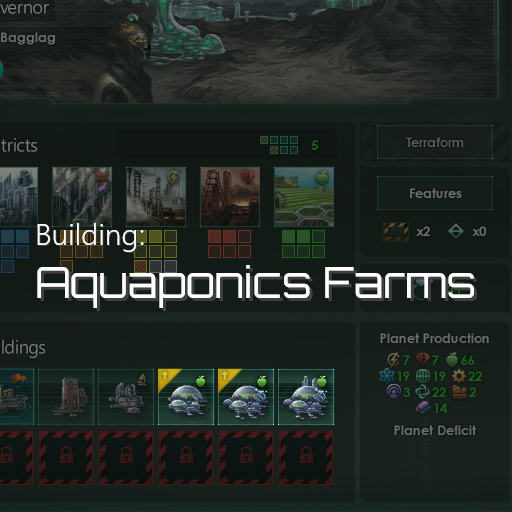 vernor
Bagglag
tricts
5
Terraform
Features
x2 x0
Building:
Aquaponics Farms
ldings
Planet Production
7 7 66
19 19 22
3 22 2
14
Planet Deficit